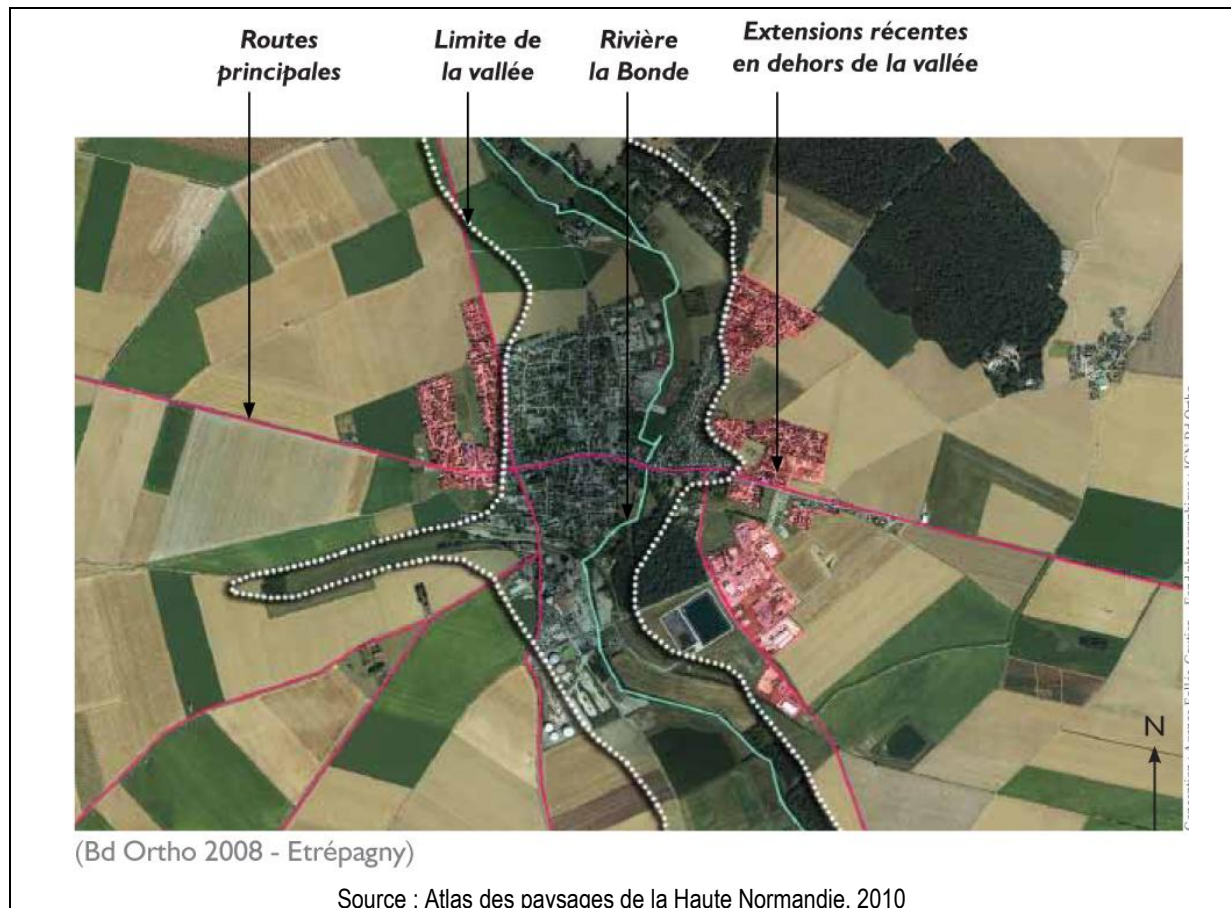 Routes
principales
Limite de
la vallée
Rivière
la Bonde
Extensions récentes
en dehors de la vallée
N
(Bd Ortho 2008 - Etrépagny)
Source : Atlas des paysages de la Haute Normandie, 2010